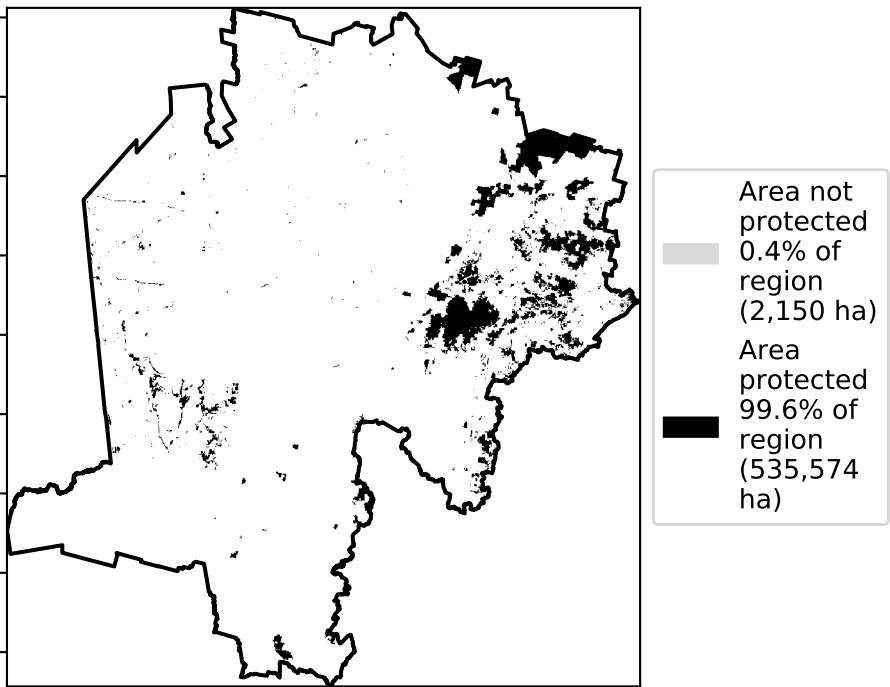 Area not
protected
0.4% of
region
(2,150 ha)
Area
protected
99.6% of
region
(535,574
ha)